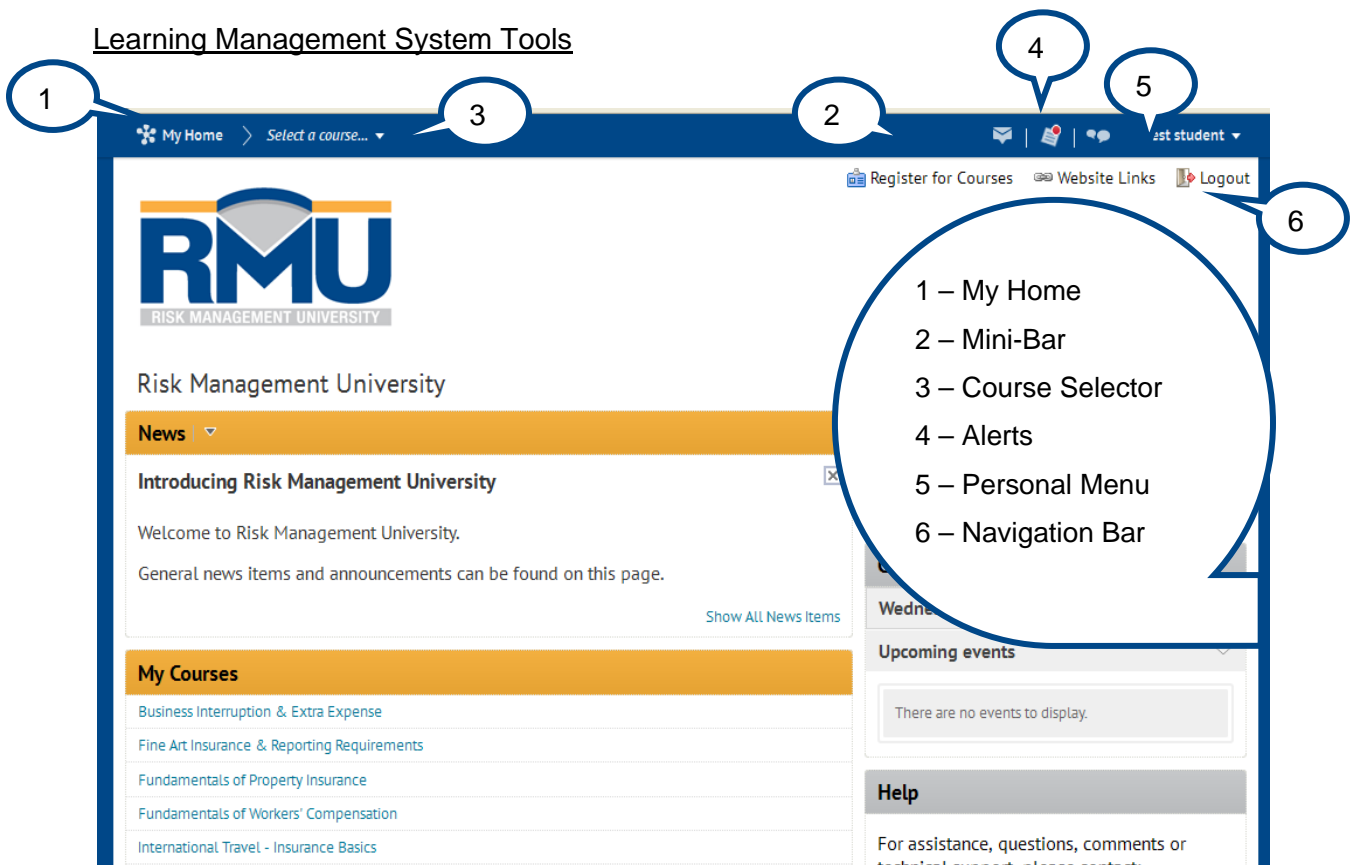 Learning Management System Tools
4
5
1
3
2
My Home
Select a course...
est student
Register for Courses
Website Links
Logout
6
RMU
RISK MANAGEMENT UNIVERSITY
1 – My Home
2 – Mini-Bar
3 – Course Selector
4 – Alerts
5 – Personal Menu
6 – Navigation Bar
Risk Management University
News
Introducing Risk Management University
Welcome to Risk Management University.
General news items and announcements can be found on this page.
Show All News Items
Upcoming events
There are no events to display.
My Courses
Business Interruption & Extra Expense
Fine Art Insurance & Reporting Requirements
Fundamentals of Property Insurance
Fundamentals of Workers' Compensation
International Travel - Insurance Basics
Help
For assistance, questions, comments or